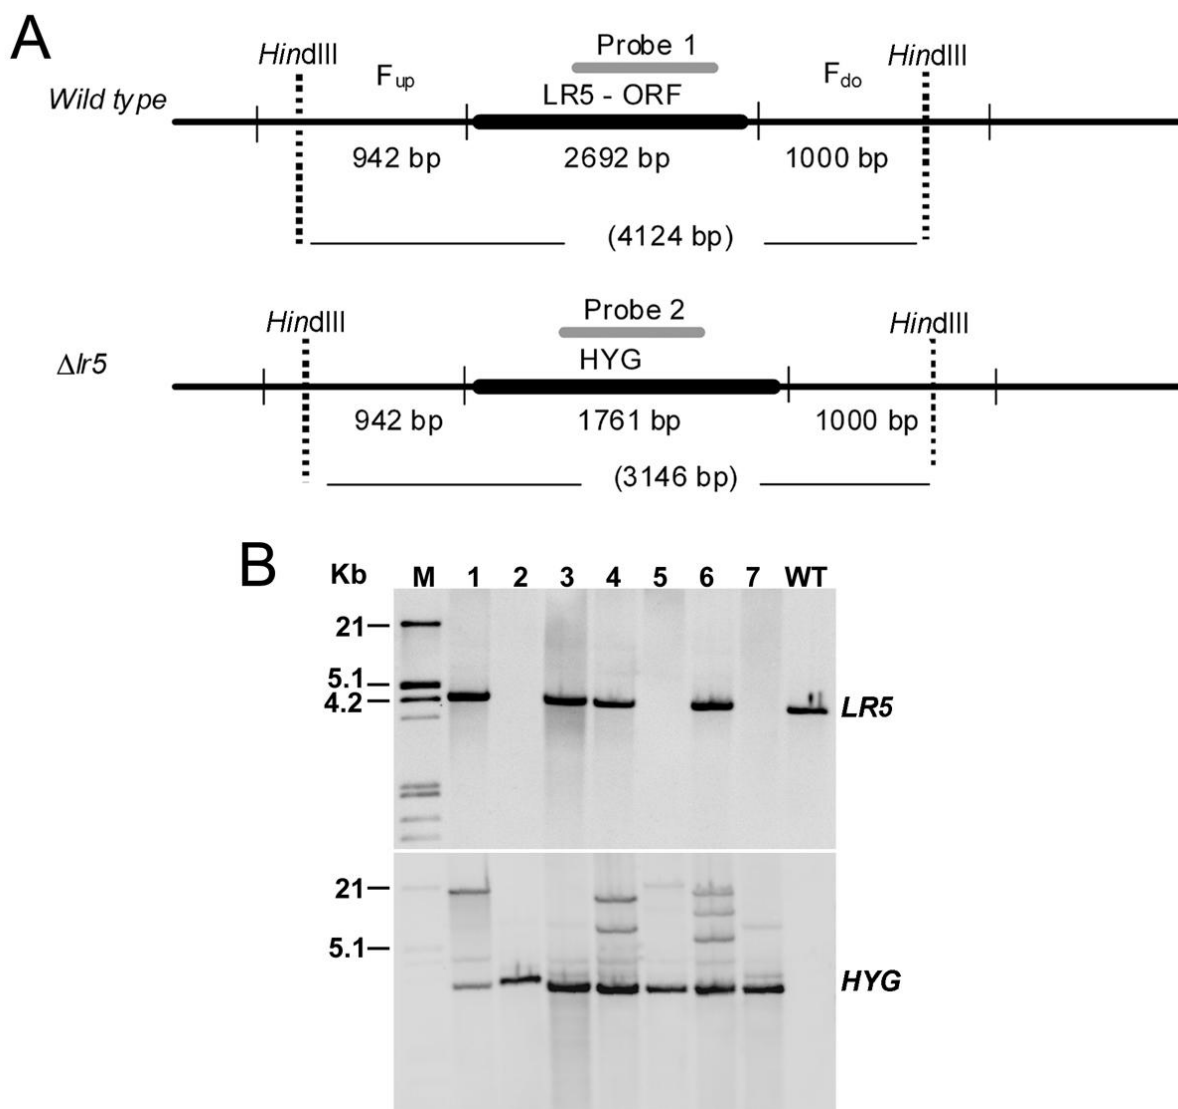 A
HindIII Probe 1 HindIII
Wild type Fup LR5 - ORF Fdo
942 bp 2692 bp 1000 bp
(4124 bp)
HindIII Probe 2 HindIII
Δlr5 HYG
942 bp 1761 bp 1000 bp
(3146 bp)
B
Kb M 1 2 3 4 5 6 7 WT
21
5.1
4.2 LR5
21
5.1
HYG